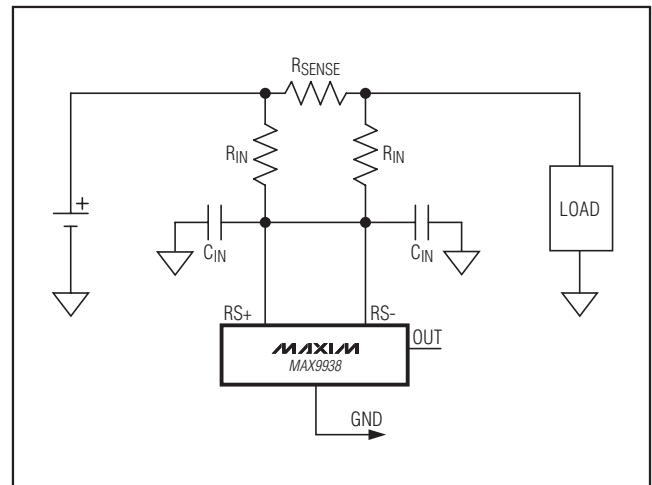 RSENSE
RIN
RIN
+
LOAD
CIN
CIN
RS+
RS-
OUT
MAXIM
MAX9938
GND